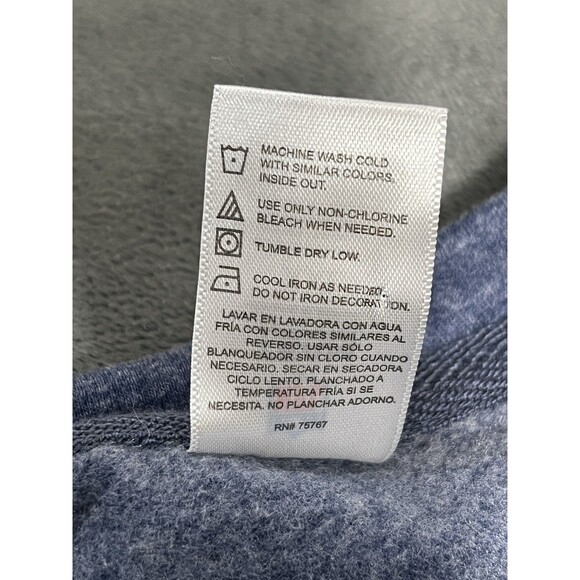 MACHINE WASH COLD
WITH SIMILAR COLORS.
INSIDE OUT.
USE ONLY NON-CHLORINE
BLEACH WHEN NEEDED.
TUMBLE DRY LOW.
COOL IRON AS NEEDED.
DO NOT IRON DECORATION.
LAVAR EN LAVADORA CON AGUA
FRÍA CON COLORES SIMILARES AL
REVERSO. USAR SÓLO
BLANQUEADOR SIN CLORO CUANDO
NECESARIO. SECAR EN SECADORA
CICLO LENTO. PLANCHADO A
TEMPERATURA FRÍA SI SE
NECESITA. NO PLANCHAR ADORNO.
RN# 75767